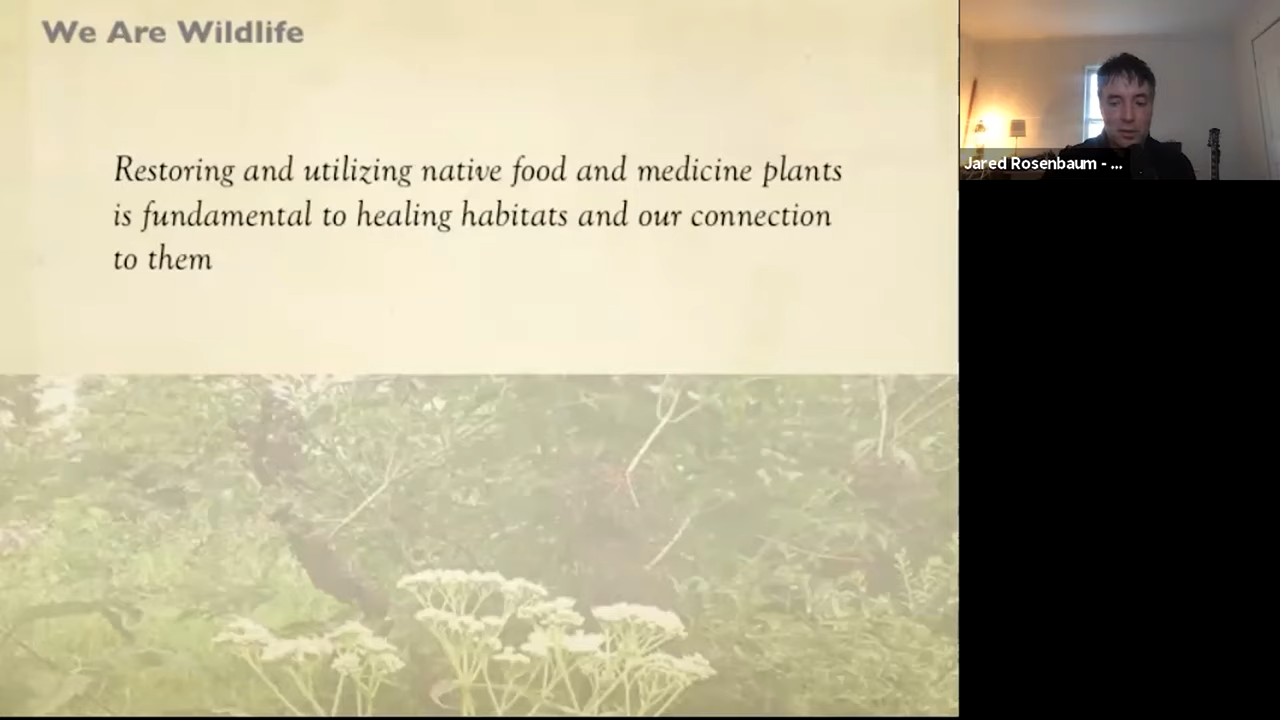 We Are Wildlife
Restoring and utilizing native food and medicine plants
is fundamental to healing habitats and our connection
to them
Jared Rosenbaum - ...